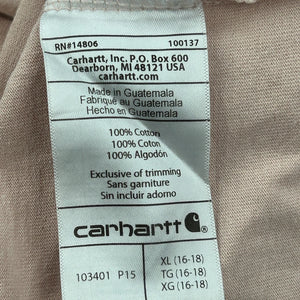 RN#14806 100137
Carhartt, Inc. P.O. Box 600
Dearborn, MI 48121 USA
carhartt.com
Made in Guatemala
Fabriqué au Guatemala
Hecho en Guatemala
100% Cotton
100% Coton
100% Algodón
Exclusive of trimming
Sans garniture
Sin incluir adorno
carhartt
103401 P15
XL (16-18)
TG (16-18)
XG (16-18)